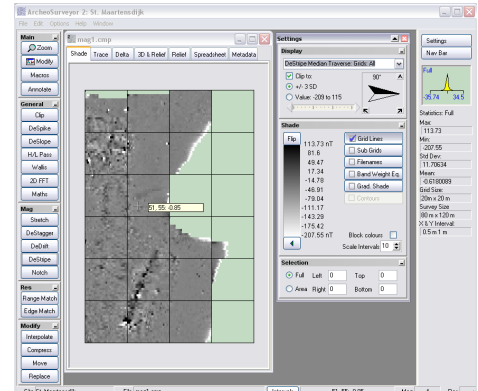 ArcheoSurveyor 2: St. Maartensdijk
File Edit Options Help Window
Main
Zoom
Modify
Macros
Annotate
General
Clip
DeSpike
DeSlope
H/L Pass
Wallis
2D FFT
Maths
Mag
Stretch
DeStagger
DeDrift
DeStripe
Notch
Res
Range Match
Edge Match
Modify
Interpolate
Compress
Move
Replace
mag1.cmp
Shade Trace Delta 3D & Relief Relief Spreadsheet Metadata
51, 55: -0.85
Settings
Display
DeStripe Median Traverse: Grids: All
Clip to:
+/- 3 SD
Value: -209 to 115
90°
Shade
Flip
113.73 nT
81.6
49.47
17.34
-14.78
-46.91
-79.04
-111.17
-143.29
-175.42
-207.55 nT
Grid Lines
Sub Grids
Filenames
Band Weight Eq.
Grad. Shade
Contours
Block colours
Scale Intervals 10
Selection
Full Left 0 Top 0
Area Right 0 Bottom 0
Settings
Nav Bar
Full
-35.74 34.5
Statistics: Full
Max:
113.73
Min:
-207.55
Std Dev:
11.70634
Mean:
-0.6180089
Grid Size:
20m x 20 m
Survey Size
80 m x 120 m
X & Y Interval:
0.5 m 1 m